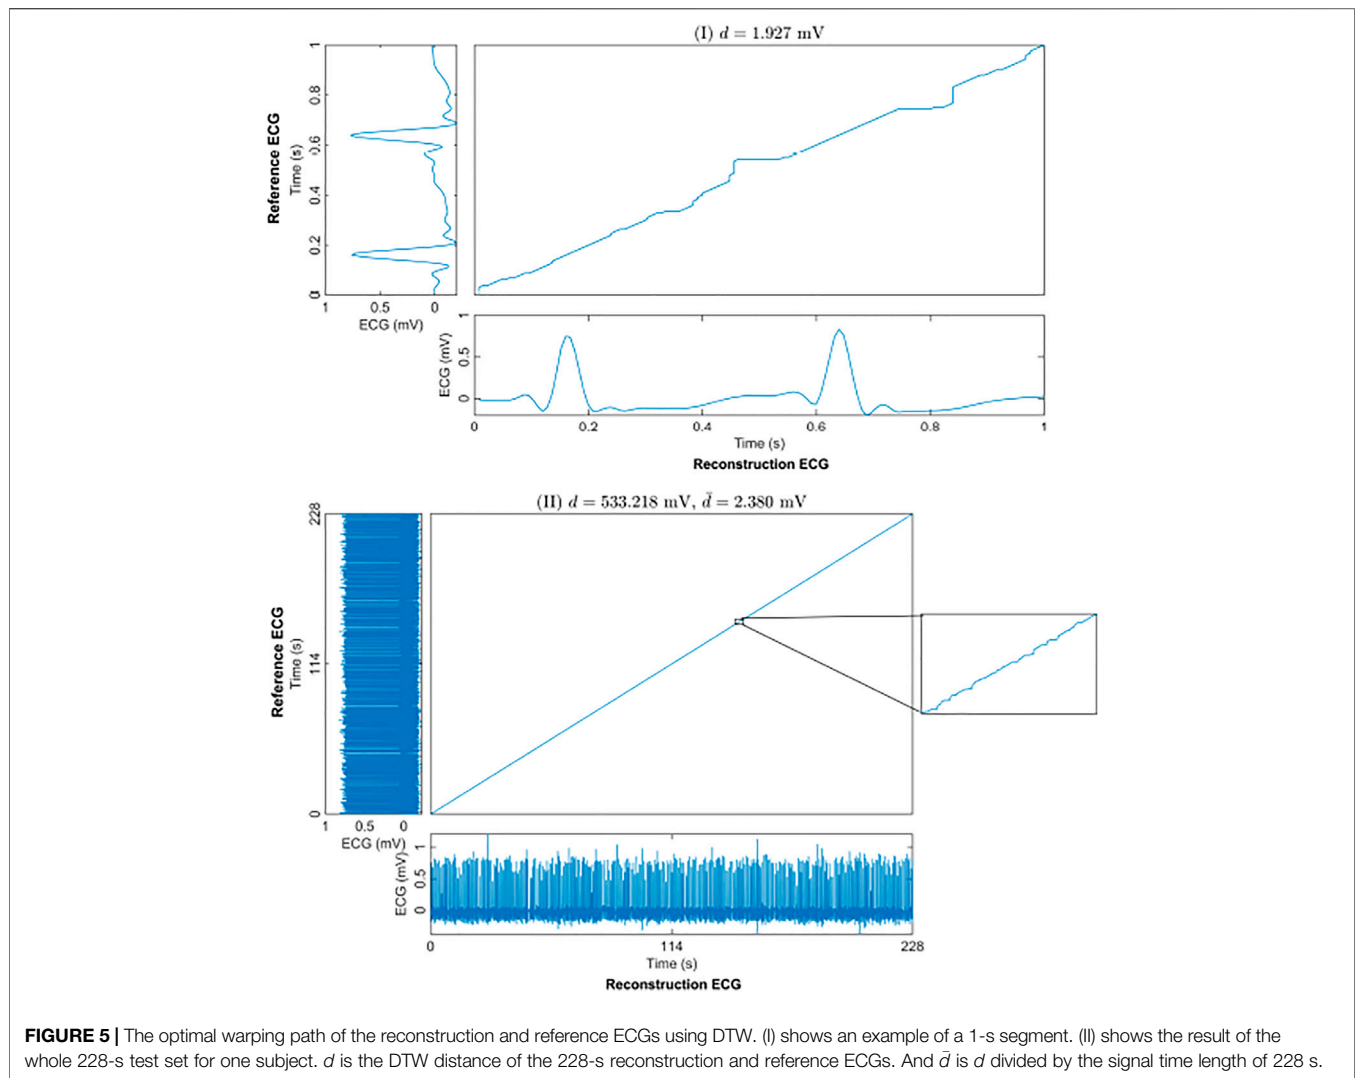 (I) d = 1.927 mV
Reference ECG
Time (s)
0
0.2
0.4
0.6
0.8
1
1 0.5 0
ECG (mV)
ECG (mV)
0
0.5
1
0 0.2 0.4 0.6 0.8 1
Time (s)
Reconstruction ECG
(II) d = 533.218 mV, d̄ = 2.380 mV
Reference ECG
Time (s)
0
114
228
1 0.5 0
ECG (mV)
ECG (mV)
0
0.5
1
0 114 228
Time (s)
Reconstruction ECG
FIGURE 5 | The optimal warping path of the reconstruction and reference ECGs using DTW. (I) shows an example of a 1-s segment. (II) shows the result of the
whole 228-s test set for one subject. d is the DTW distance of the 228-s reconstruction and reference ECGs. And d̄ is d divided by the signal time length of 228 s.